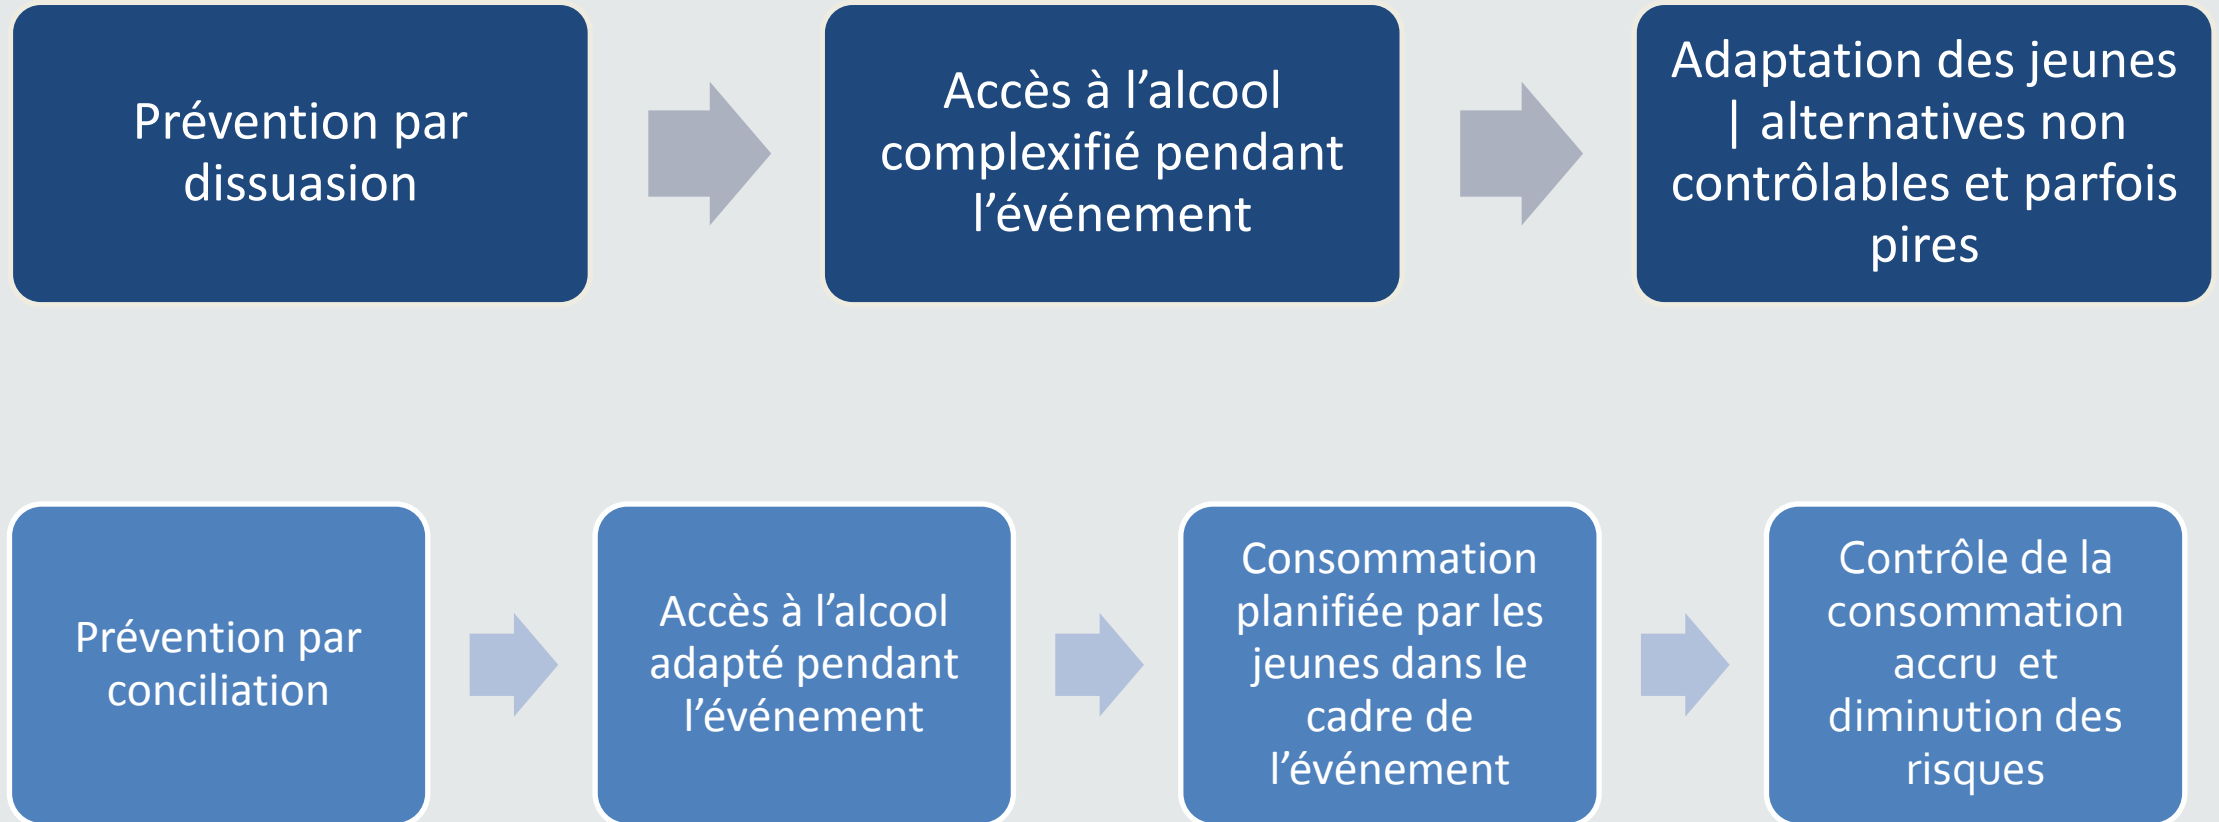 Prévention par
dissuasion
Accès à l’alcool
complexifié pendant
l’événement
Adaptation des jeunes
| alternatives non
contrôlables et parfois
pires
Prévention par
conciliation
Accès à l’alcool
adapté pendant
l’événement
Consommation
planifiée par les
jeunes dans le
cadre de
l’événement
Contrôle de la
consommation
accru et
diminution des
risques